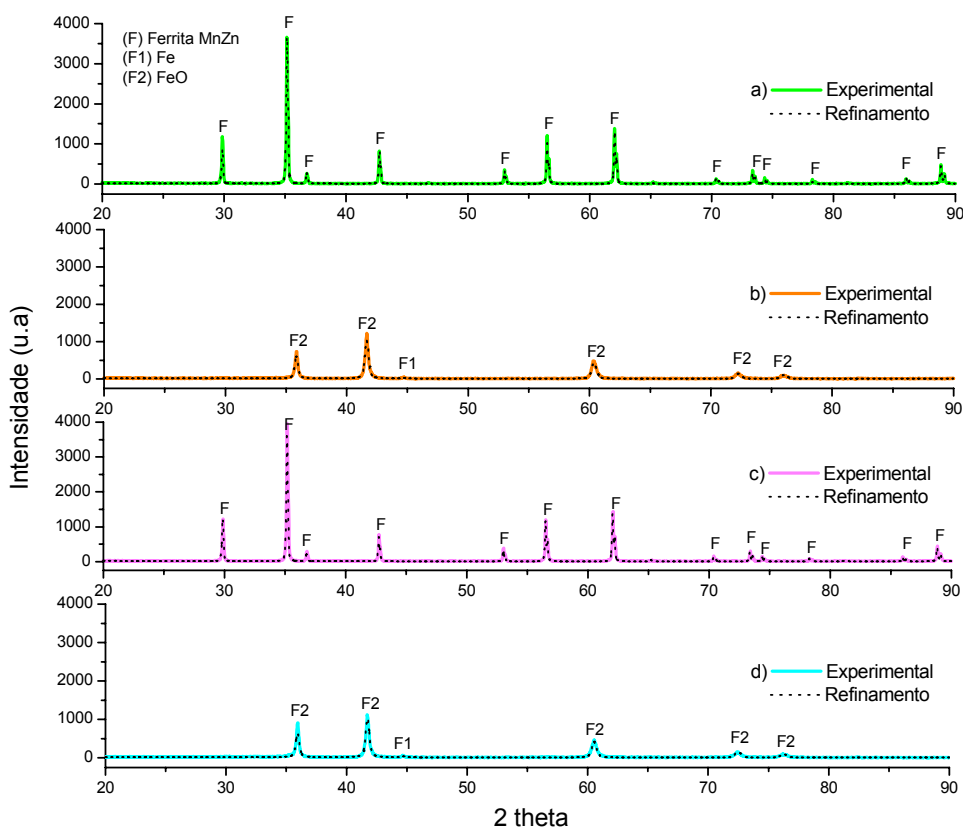 Intensidade (u.a)
(F) Ferrita MnZn
(F1) Fe
(F2) FeO
a) Experimental
Refinamento
4000
3000
2000
1000
0
F F F F F F F F F F F F F
20 30 40 50 60 70 80 90
b) Experimental
Refinamento
4000
3000
2000
1000
0
F2 F2 F1 F2 F2 F2
20 30 40 50 60 70 80 90
c) Experimental
Refinamento
4000
3000
2000
1000
0
F F F F F F F F F F F F F
20 30 40 50 60 70 80 90
d) Experimental
Refinamento
4000
3000
2000
1000
0
F2 F2 F1 F2 F2 F2
20 30 40 50 60 70 80 90
2 theta